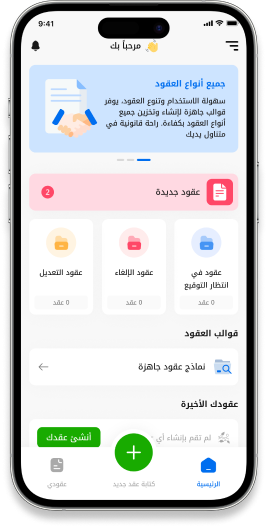 9:41
مرحباً بك 👋
جميع أنواع العقود
سهولة الاستخدام وتنوع العقود، يوفر
قوالب جاهزة لإنشاء وتخزين جميع
أنواع العقود بكفاءة، راحة قانونية في
متناول يديك
عقود جديدة
2
عقود في
انتظار التوقيع
0 عقد
عقود الإلغاء
0 عقد
عقود التعديل
0 عقد
قوالب العقود
نماذج عقود جاهزة
عقودك الأخيرة
لم تقم بإنشاء أي
أنشئ عقدك
الرئيسية
كتابة عقد جديد
عقودي